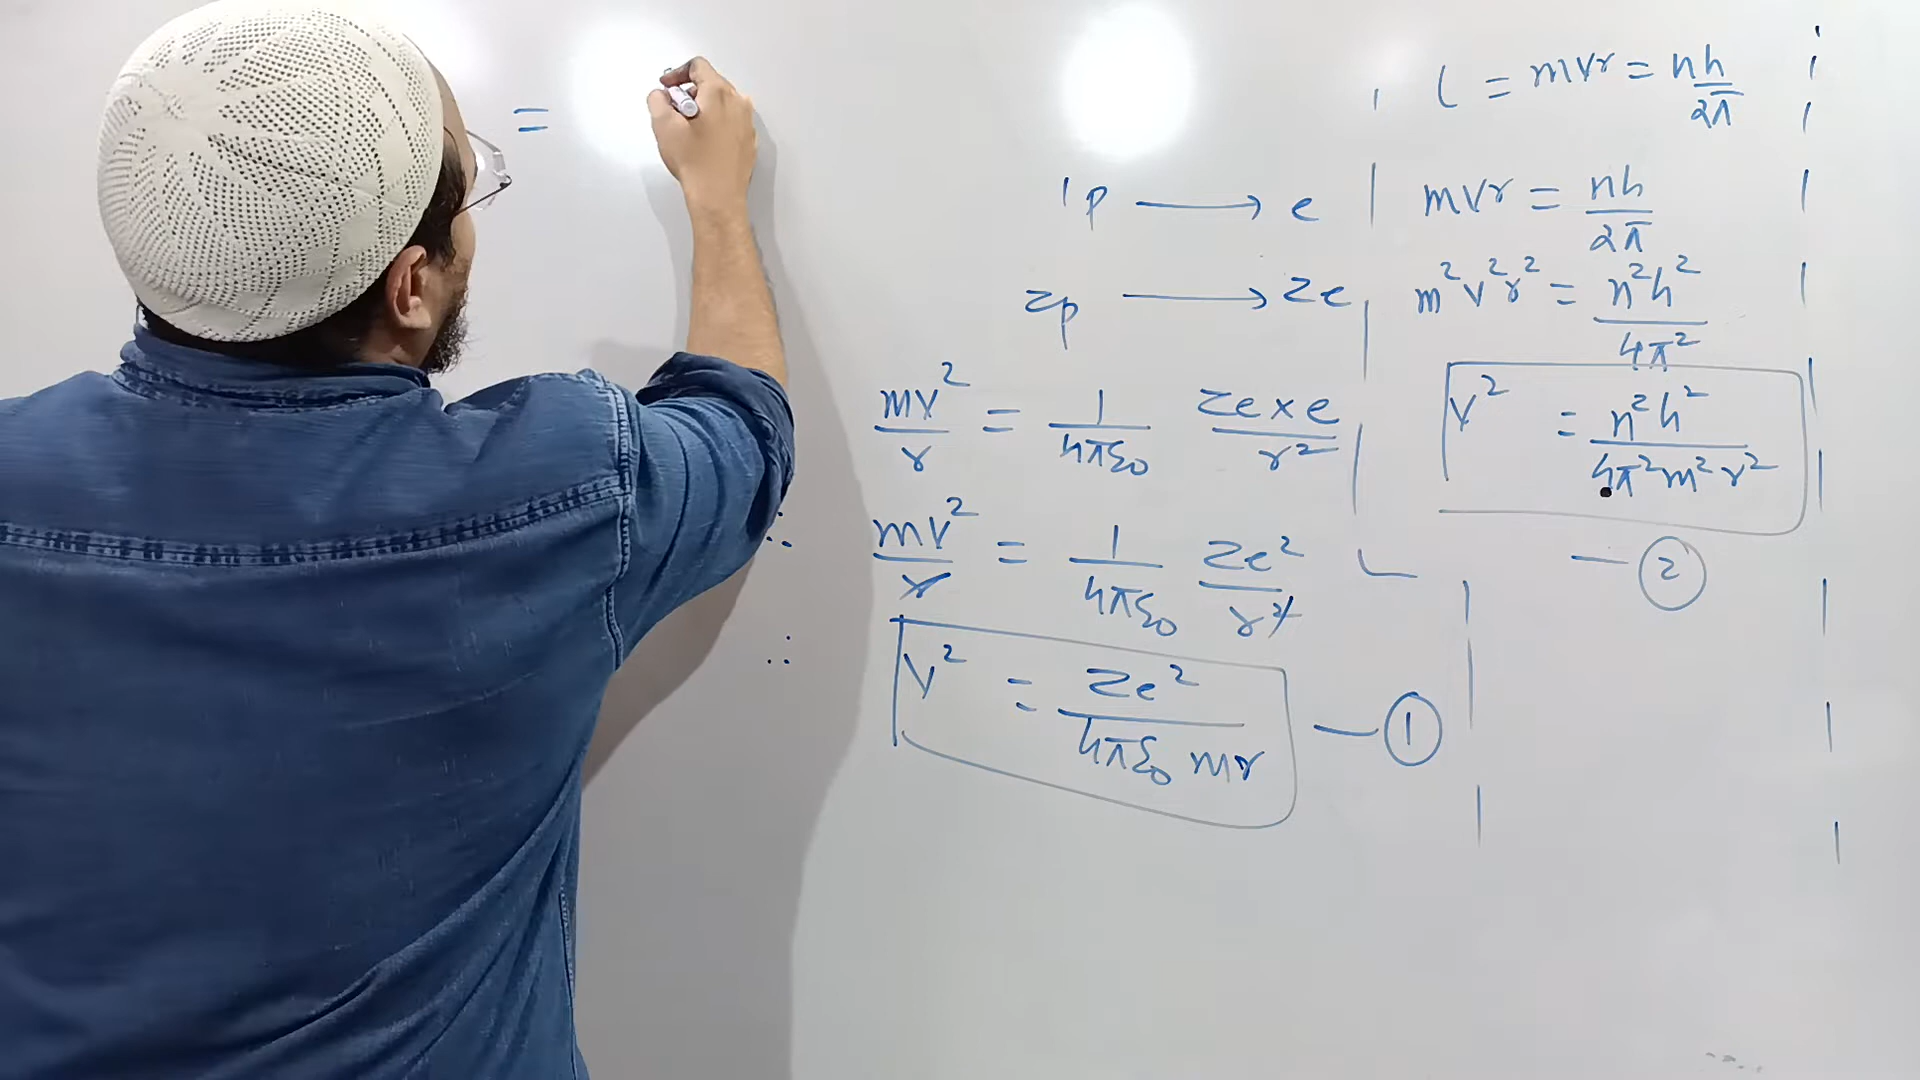 =
1p ⟶ e
zp ⟶ Ze
mv²/r = 1/4πε₀ Ze×e/r²
∴ mv²/r = 1/4πε₀ Ze²/r²
∴ v² = Ze²/4πε₀ mr — ①
L = mvr = nh/2π
mvr = nh/2π
m²v²r² = n²h²/4π²
v² = n²h²/4π²m²r²
— ②